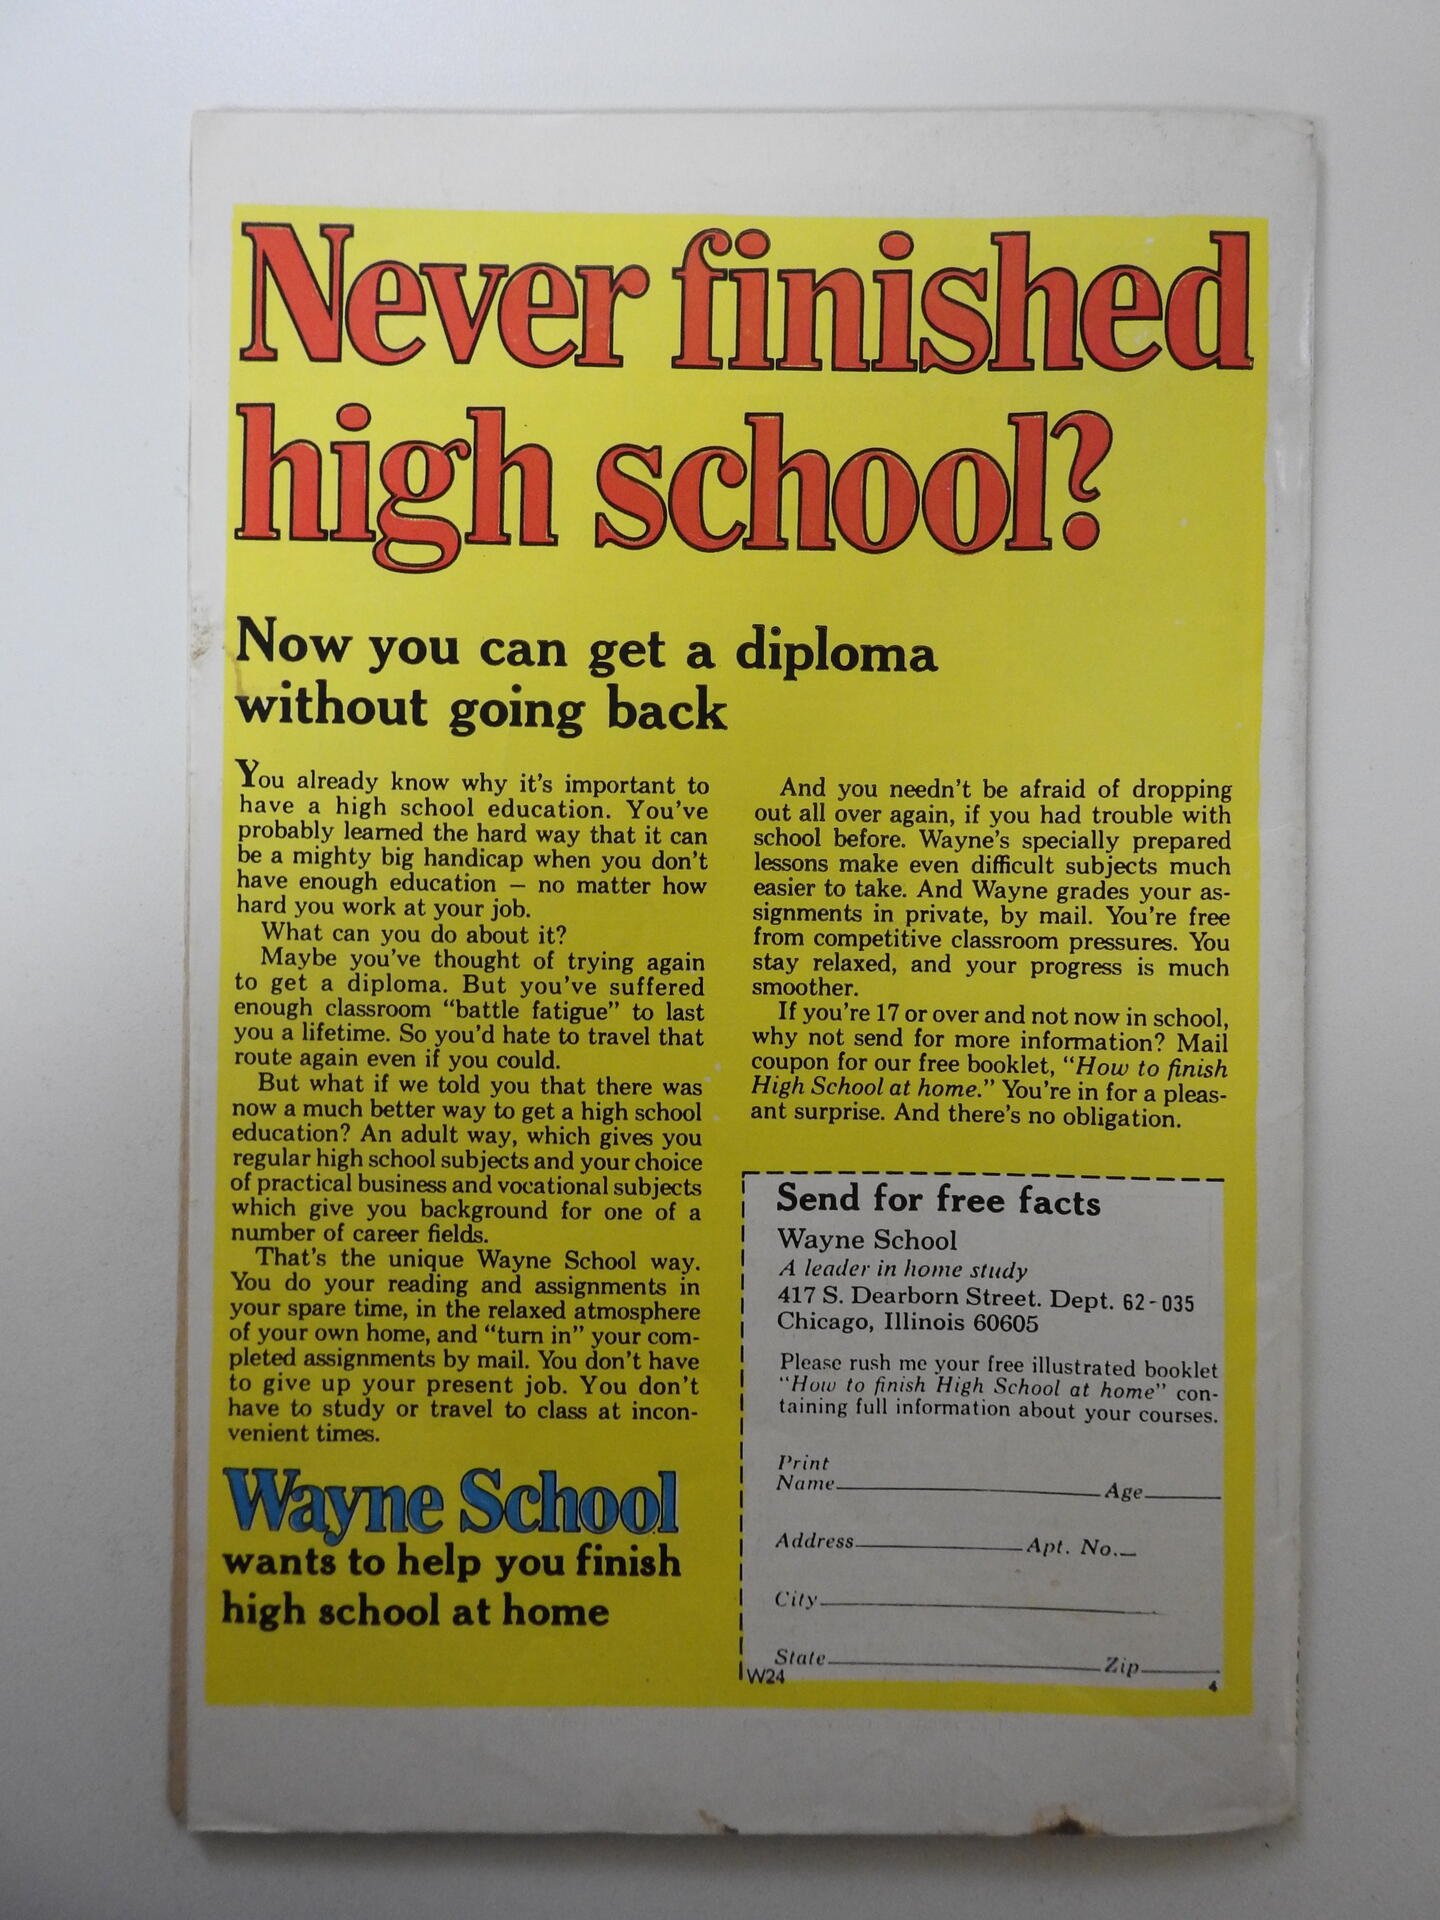 Never finished
high school?
Now you can get a diploma
without going back
You already know why it's important to
have a high school education. You've
probably learned the hard way that it can
be a mighty big handicap when you don't
have enough education — no matter how
hard you work at your job.
What can you do about it?
Maybe you've thought of trying again
to get a diploma. But you've suffered
enough classroom "battle fatigue" to last
you a lifetime. So you'd hate to travel that
route again even if you could.
But what if we told you that there was
now a much better way to get a high school
education? An adult way, which gives you
regular high school subjects and your choice
of practical business and vocational subjects
which give you background for one of a
number of career fields.
That's the unique Wayne School way.
You do your reading and assignments in
your spare time, in the relaxed atmosphere
of your own home, and "turn in" your com-
pleted assignments by mail. You don't have
to give up your present job. You don't
have to study or travel to class at incon-
venient times.
Wayne School
wants to help you finish
high school at home
And you needn't be afraid of dropping
out all over again, if you had trouble with
school before. Wayne's specially prepared
lessons make even difficult subjects much
easier to take. And Wayne grades your as-
signments in private, by mail. You're free
from competitive classroom pressures. You
stay relaxed, and your progress is much
smoother.
If you're 17 or over and not now in school,
why not send for more information? Mail
coupon for our free booklet, "How to finish
High School at home." You're in for a pleas-
ant surprise. And there's no obligation.
Send for free facts
Wayne School
A leader in home study
417 S. Dearborn Street. Dept. 62-035
Chicago, Illinois 60605
Please rush me your free illustrated booklet
"How to finish High School at home" con-
taining full information about your courses.
Print
Name Age
Address Apt. No.
City
State Zip
W24 4